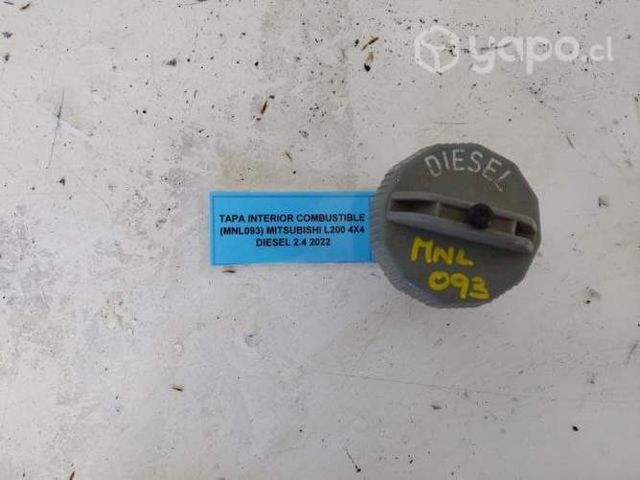 yapo.cl
DIESEL
TAPA INTERIOR COMBUSTIBLE
(MNL093) MITSUBISHI L200 4X4
DIESEL 2.4 2022
MNL
093